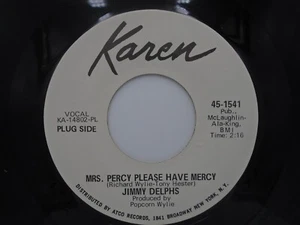 Karen
VOCAL
KA-14802-PL
PLUG SIDE
45-1541
Pub.,
McLaughlin-
Ala-King,
BMI
Time: 2:16
MRS. PERCY PLEASE HAVE MERCY
(Richard Wylie-Tony Hester)
JIMMY DELPHS
Produced by
Popcorn Wylie
DISTRIBUTED BY ATCO RECORDS, 1841 BROADWAY NEW YORK, NEW YORK